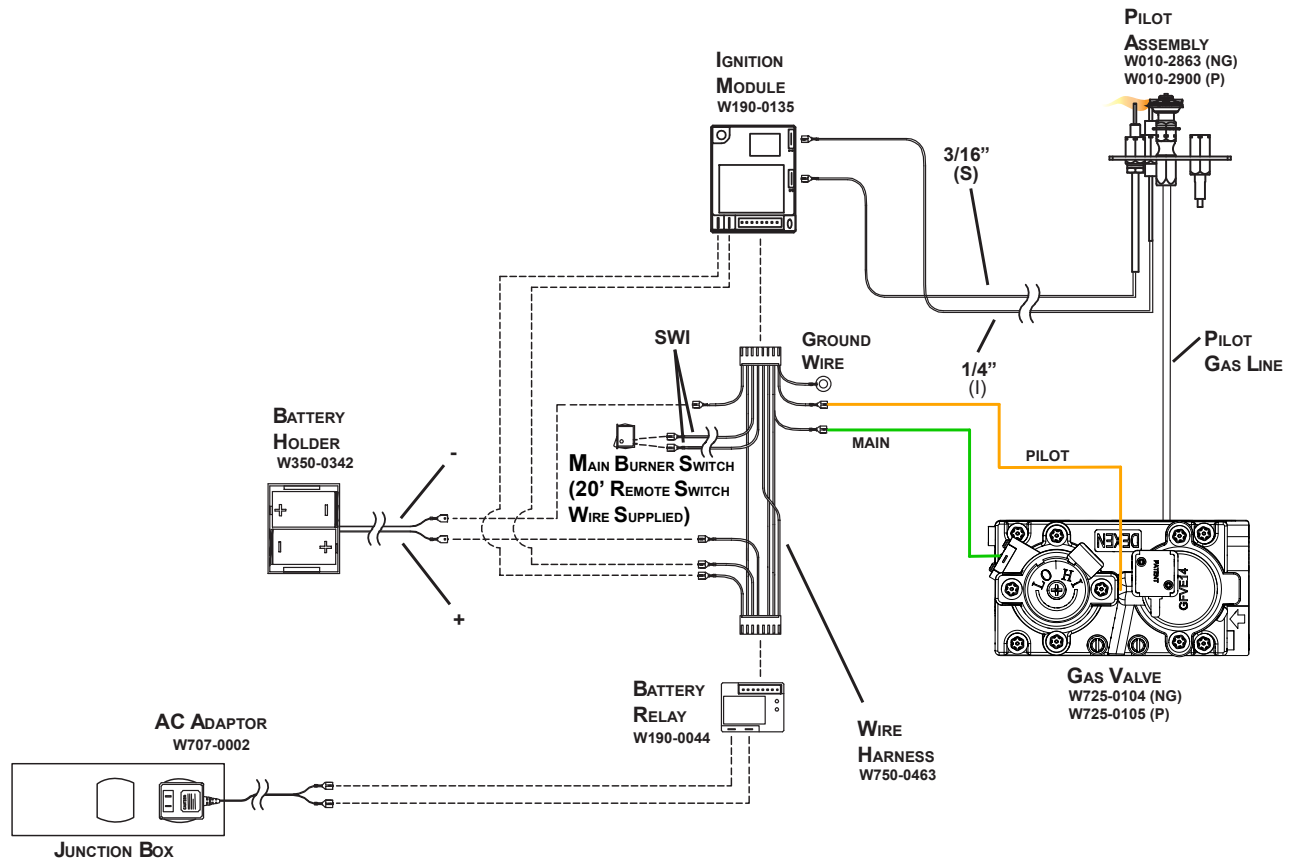 PILOT
ASSEMBLY
W010-2863 (NG)
W010-2900 (P)
IGNITION
MODULE
W190-0135
3/16”
(S)
SWI
GROUND
WIRE
1/4”
(I)
PILOT
GAS LINE
BATTERY
HOLDER
W350-0342
-
+
+ -
- +
MAIN BURNER SWITCH
(20’ REMOTE SWITCH
WIRE SUPPLIED)
MAIN
PILOT
DEKEN
LO HI
PATENT
GFVE14
GAS VALVE
W725-0104 (NG)
W725-0105 (P)
BATTERY
RELAY
W190-0044
WIRE
HARNESS
W750-0463
AC ADAPTOR
W707-0002
JUNCTION BOX